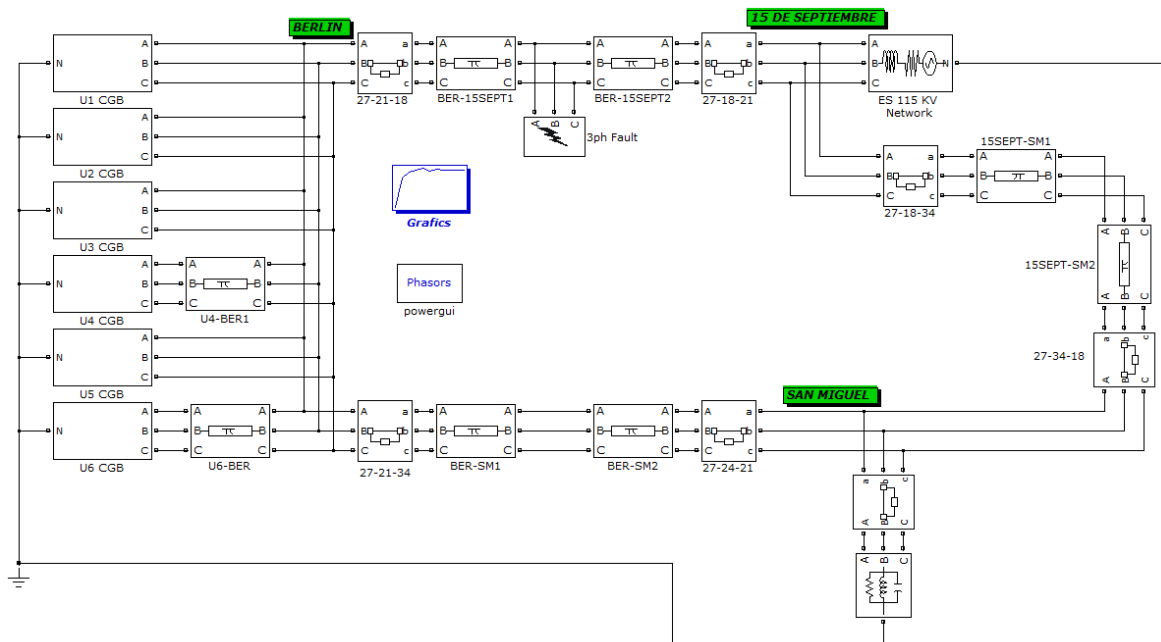 BERLIN
15 DE SEPTIEMBRE
N A B C
U1 CGB
A B C a b c
27-21-18
A B C A B C
BER-15SEPT1
A B C A B C
BER-15SEPT2
A B C a b c
27-18-21
A B C N
ES 115 KV
Network
N A B C
U2 CGB
A B C
3ph Fault
N A B C
U3 CGB
Grafics
A B C a b c
27-18-34
15SEPT-SM1
A B C A B C
N A B C
U4 CGB
A B C A B C
U4-BER1
Phasors
powergui
A B C
15SEPT-SM2
A B C
N A B C
U5 CGB
a b c
27-34-18
A B C
SAN MIGUEL
N A B C
U6 CGB
A B C A B C
U6-BER
A B C a b c
27-21-34
A B C A B C
BER-SM1
A B C A B C
BER-SM2
A B C a b c
27-24-21
a b c
A B C
A B C